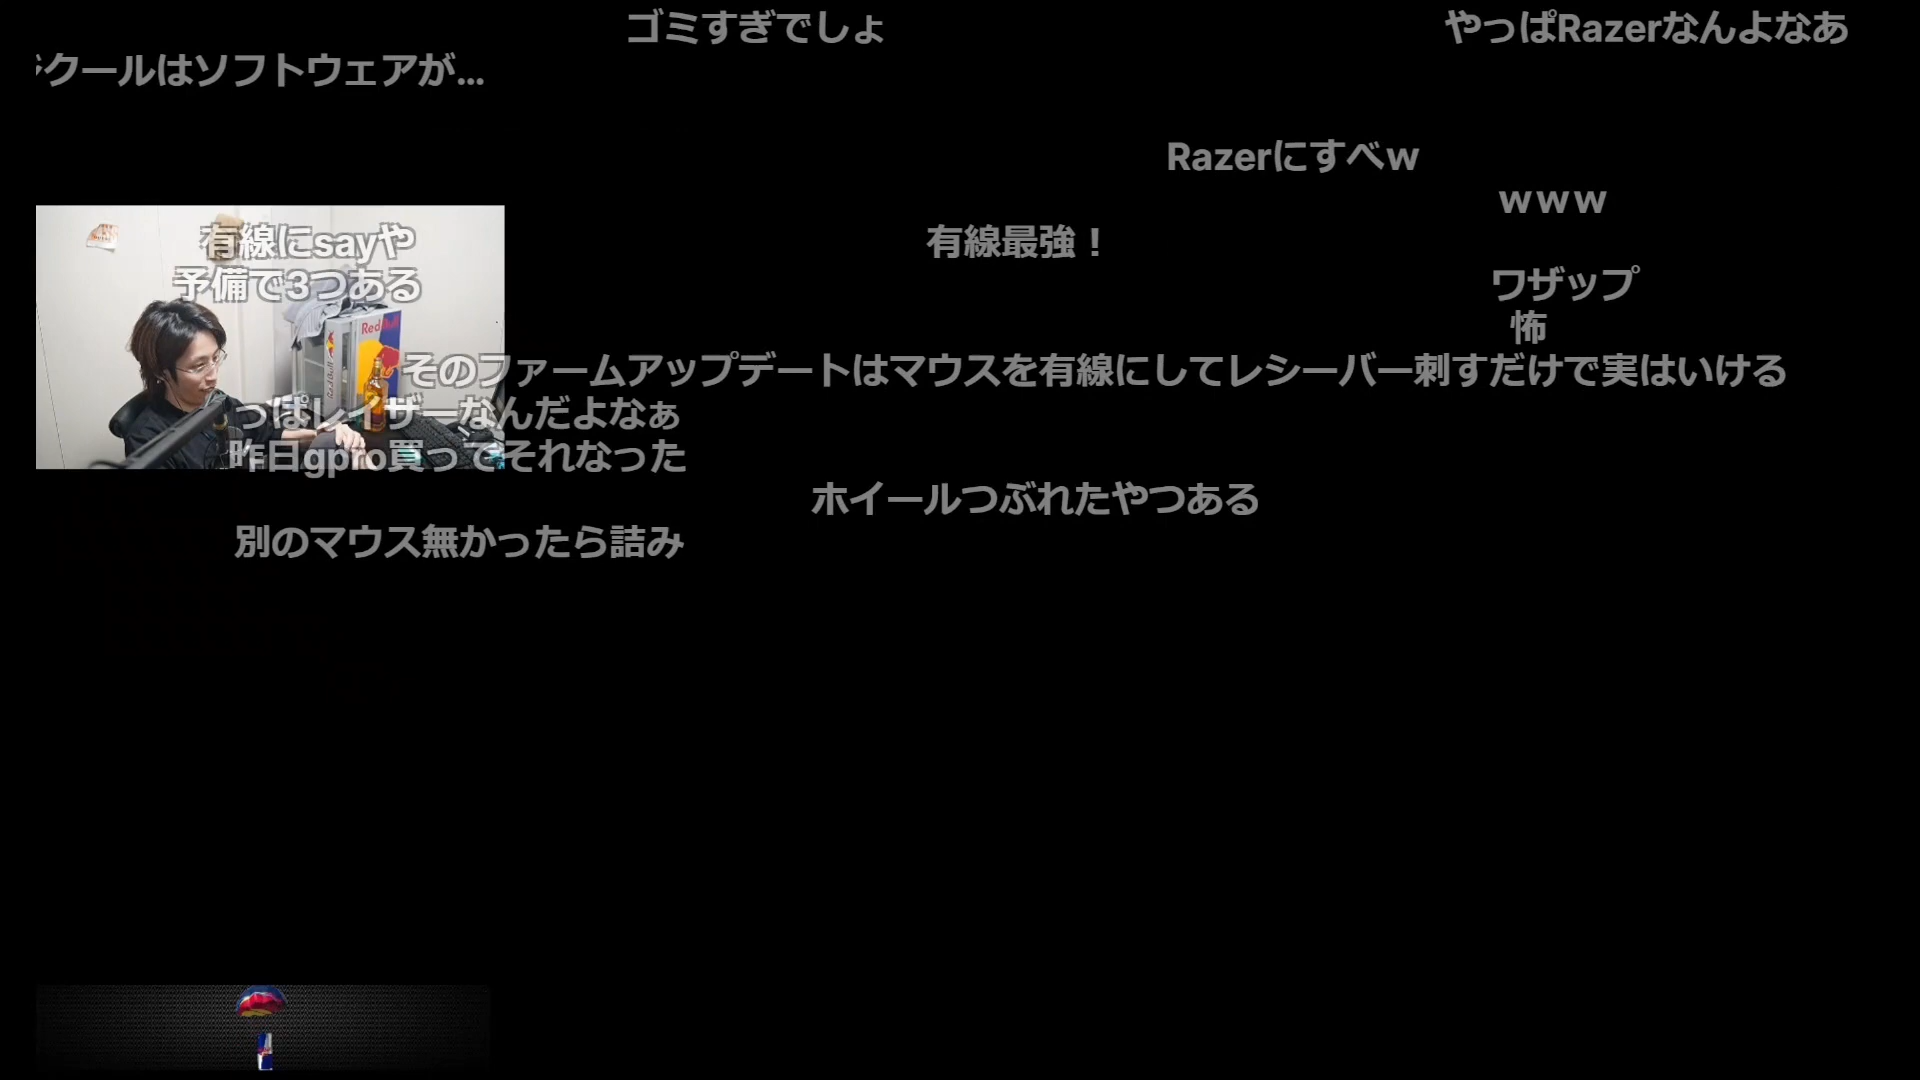 ゴミすぎでしょ
やっぱRazerなんよなあ
クールはソフトウェアが...
Razerにすべw
www
有線にsayや
有線最強！
予備で3つある
ワザップ
怖
RedBull
そのファームアップデートはマウスを有線にしてレシーバー刺すだけで実はいける
っぱレイザーなんだよなぁ
昨日gpro買ってそれなった
ホイールつぶれたやつある
別のマウス無かったら詰み